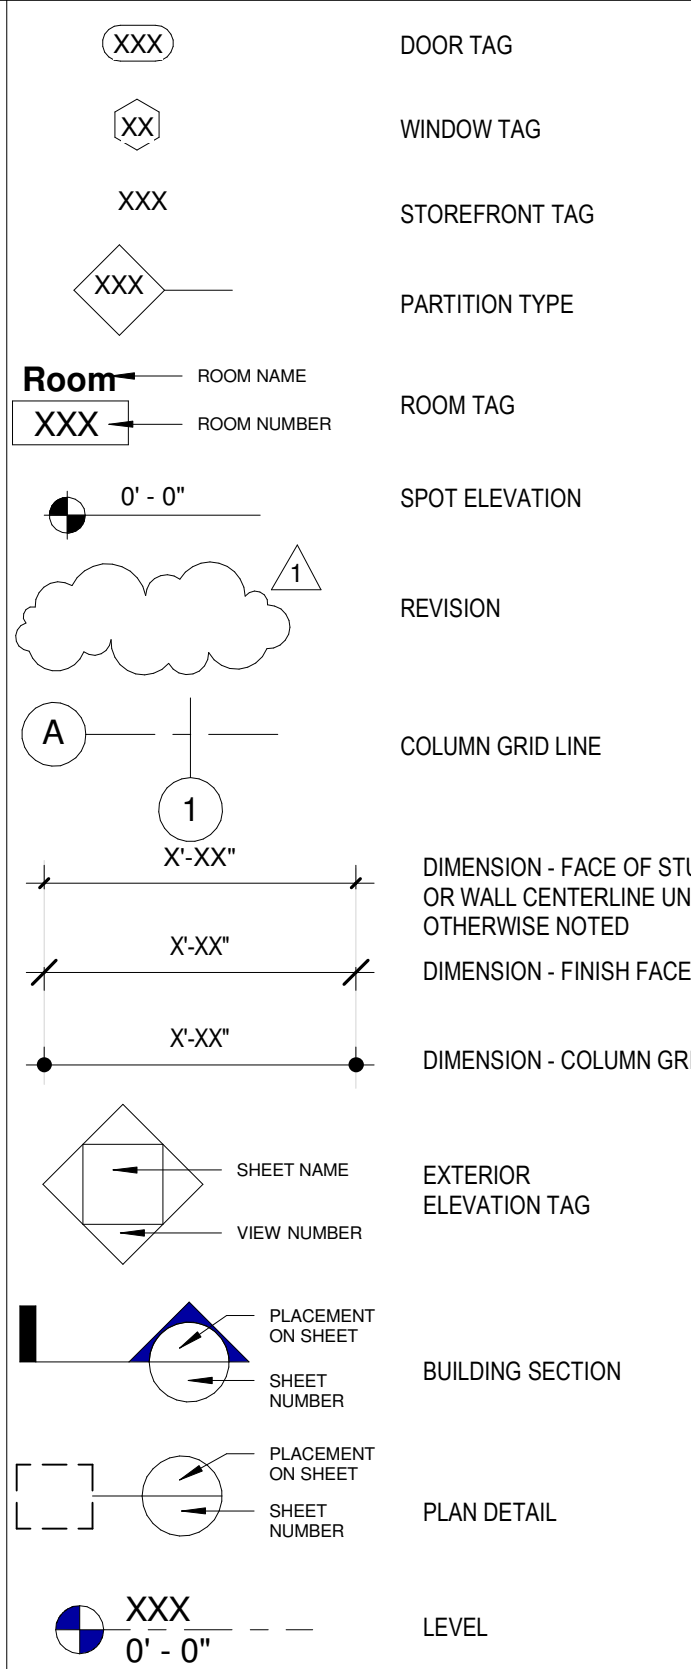 XXX DOOR TAG
XX WINDOW TAG
XXX STOREFRONT TAG
XXX PARTITION TYPE
Room ROOM NAME
XXX ROOM NUMBER
ROOM TAG
0' - 0" SPOT ELEVATION
1
REVISION
A
1
COLUMN GRID LINE
X'-XX"
DIMENSION - FACE OF
OR WALL CENTERLINE
OTHERWISE NOTED
X'-XX"
DIMENSION - FINISH FACE
X'-XX"
DIMENSION - COLUMN
SHEET NAME
VIEW NUMBER
EXTERIOR
ELEVATION TAG
PLACEMENT
ON SHEET
SHEET
NUMBER
BUILDING SECTION
PLACEMENT
ON SHEET
SHEET
NUMBER
PLAN DETAIL
XXX
0' - 0"
LEVEL